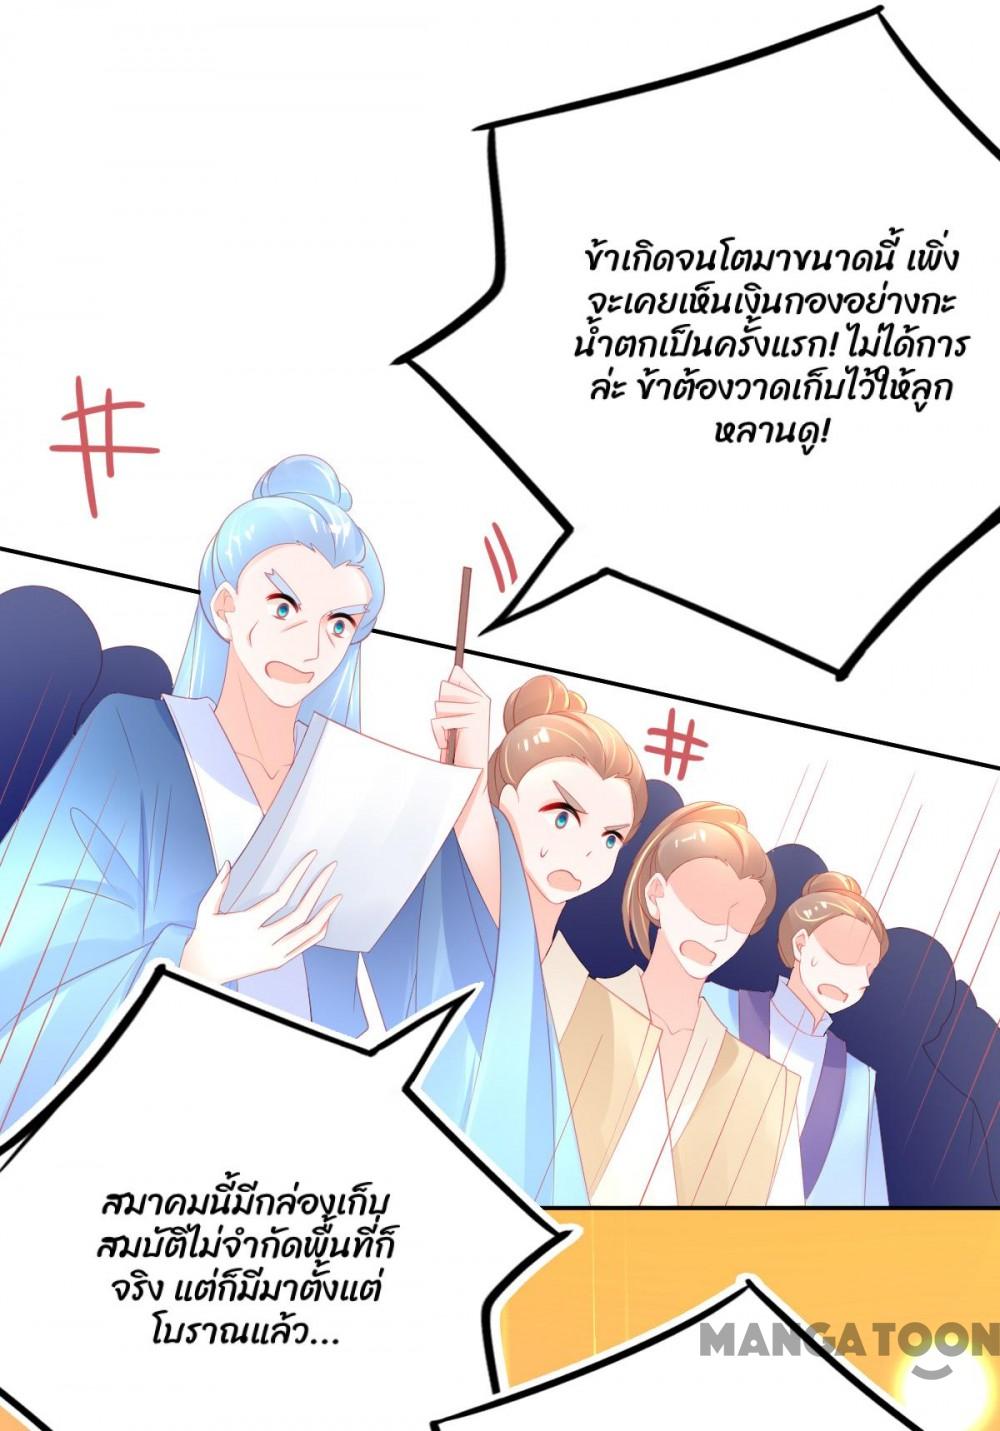 ข้าเกิดจนโตมาขนาดนี้ เพิ่ง
จะเคยเห็นเงินกองอย่างกะ
น้ำตกเป็นครั้งแรก! ไม่ได้การ
ล่ะ ข้าต้องวาดเก็บไว้ให้ลูก
หลานดู!
สมาคมนี้มีกล่องเก็บ
สมบัติไม่จำกัดพื้นที่ก็
จริง แต่ก็มีมาตั้งแต่
โบราณแล้ว...
MANGATOON